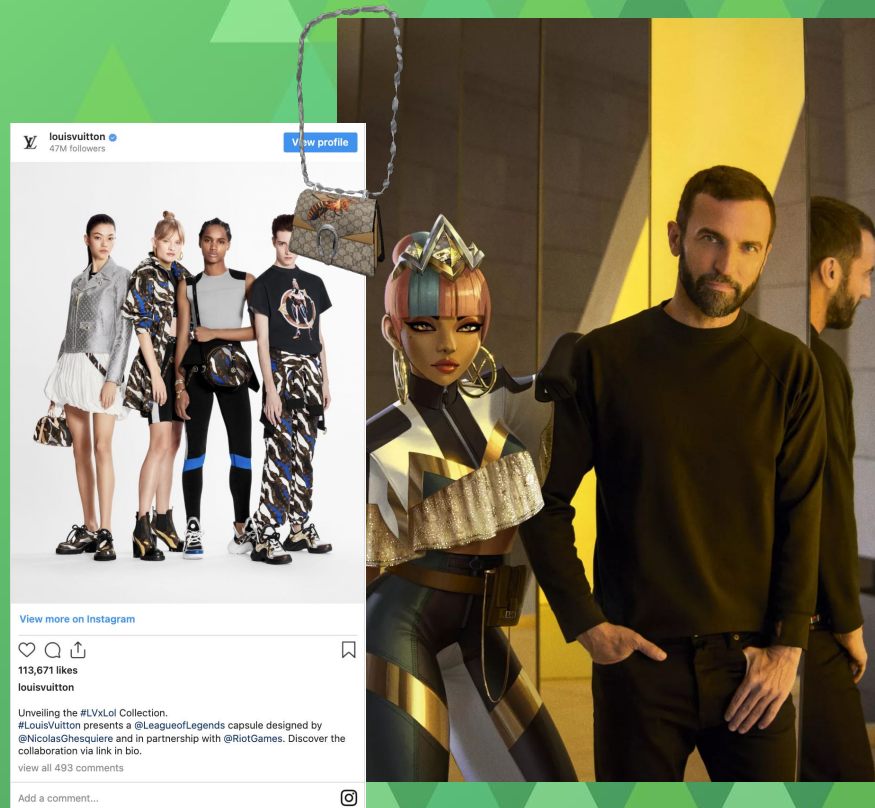 louisvuitton
47M followers
View profile
View more on Instagram
113,671 likes
louisvuitton
Unveiling the #LVxLol Collection.
#LouisVuitton presents a @LeagueofLegends capsule designed by
@NicolasGhesquiere and in partnership with @RiotGames. Discover the
collaboration via link in bio.
view all 493 comments
Add a comment...